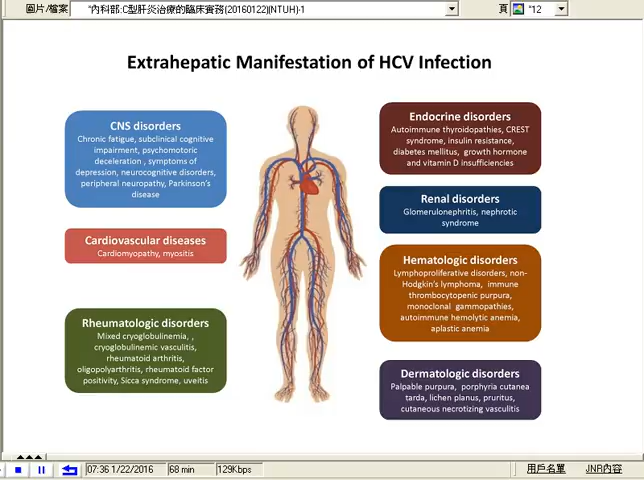 圖片/檔案
"內科部:C型肝炎治療的臨床實務(20160122)(NTUH)-1
頁
"12
Extrahepatic Manifestation of HCV Infection
CNS disorders
Chronic fatigue, subclinical cognitive
impairment, psychomotoric
deceleration , symptoms of
depression, neurocognitive disorders,
peripheral neuropathy, Parkinson's
disease
Cardiovascular diseases
Cardiomyopathy, myositis
Rheumatologic disorders
Mixed cryoglobulinemia, ,
cryoglobulinemic vasculitis,
rheumatoid arthritis,
oligopolyarthritis, rheumatoid factor
positivity, Sicca syndrome, uveitis
Endocrine disorders
Autoimmune thyroidopathies, CREST
syndrome, insulin resistance,
diabetes mellitus, growth hormone
and vitamin D insufficiencies
Renal disorders
Glomerulonephritis, nephrotic
syndrome
Hematologic disorders
Lymphoproliferative disorders, non-
Hodgkin's lymphoma, immune
thrombocytopenic purpura,
monoclonal gammopathies,
autoimmune hemolytic anemia,
aplastic anemia
Dermatologic disorders
Palpable purpura, porphyria cutanea
tarda, lichen planus, pruritus,
cutaneous necrotizing vasculitis
07:36 1/22/2016
68 min
129Kbps
用戶名單
JNR內容